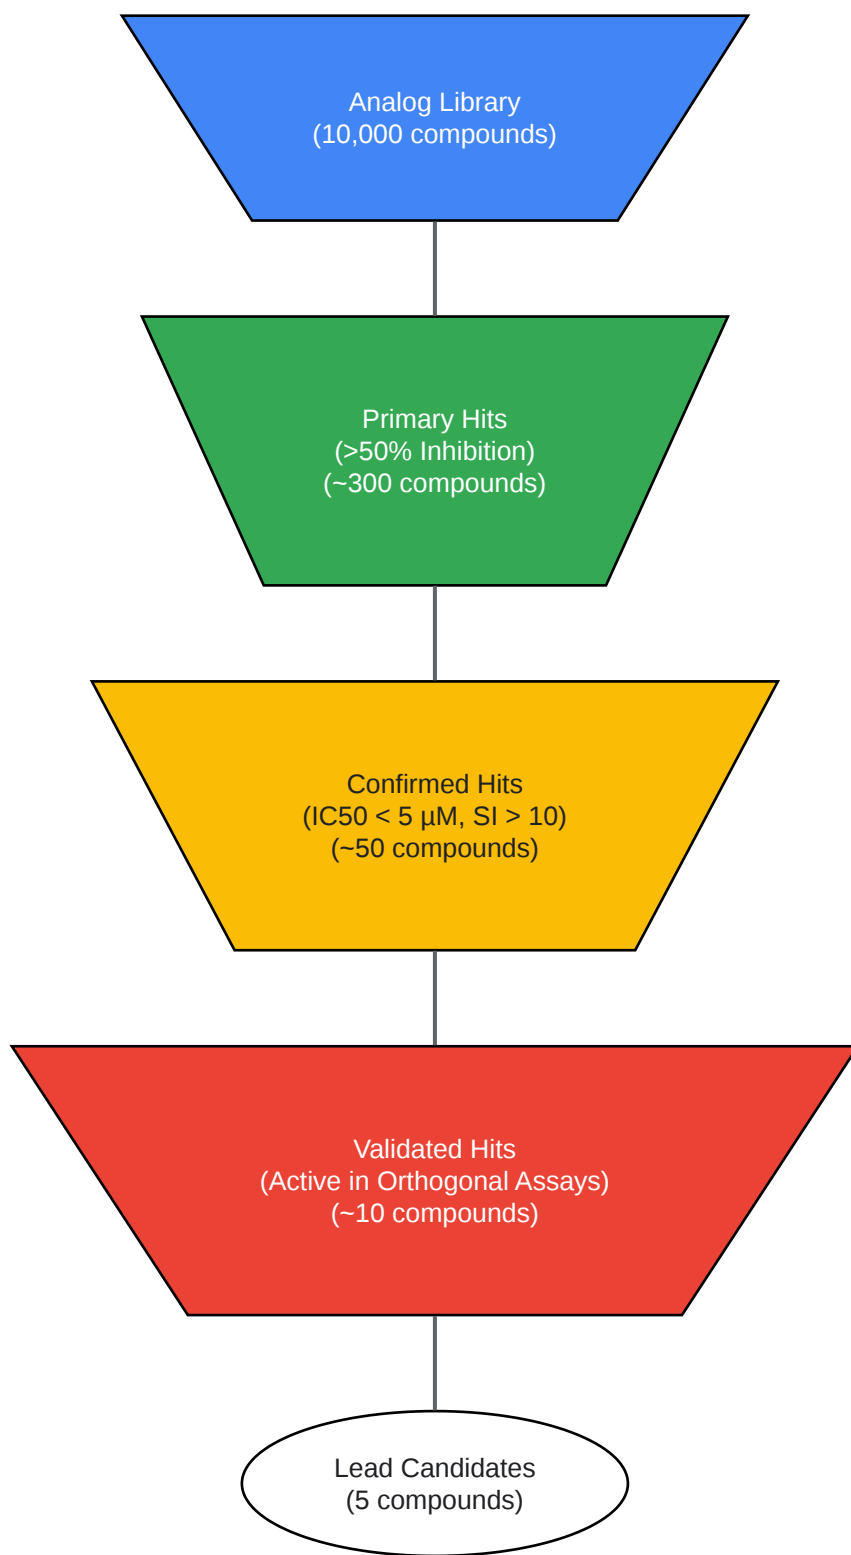 Analog Library
(10,000 compounds)
Primary Hits
(>50% Inhibition)
(~300 compounds)
Confirmed Hits
(IC50 < 5 µM, SI > 10)
(~50 compounds)
Validated Hits
(Active in Orthogonal Assays)
(~10 compounds)
Lead Candidates
(5 compounds)